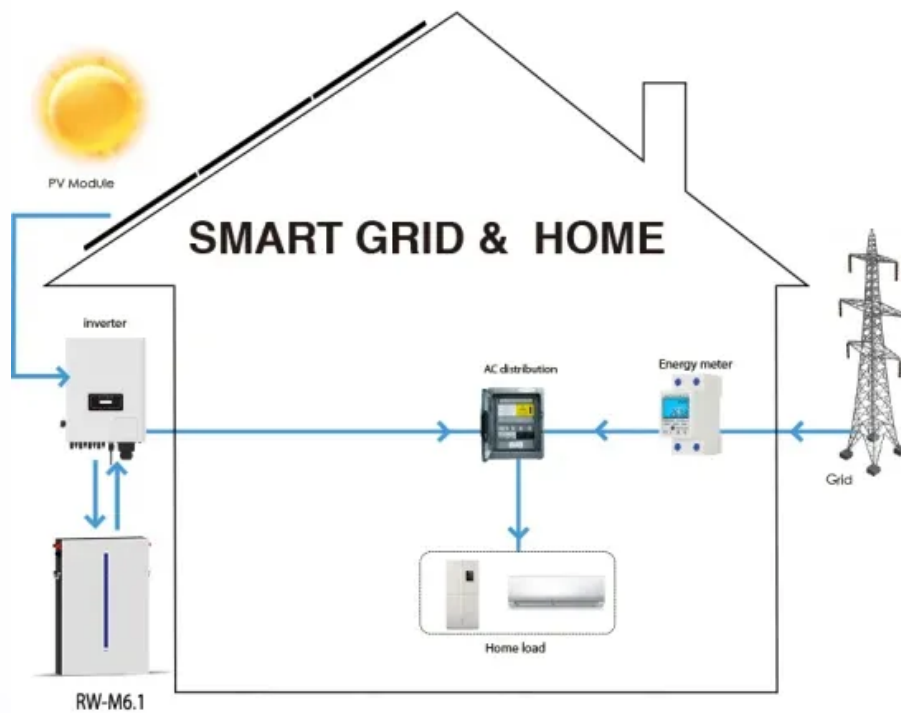 PV Module
SMART GRID & HOME
inverter
AC distribution
Energy meter
Grid
Home load
RW-M6.1